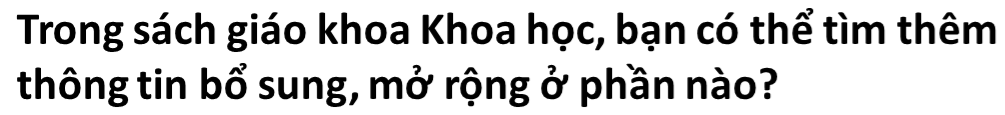 Trong sách giáo khoa Khoa học, bạn có thể tìm thêm
thông tin bổ sung, mở rộng ở phần nào?